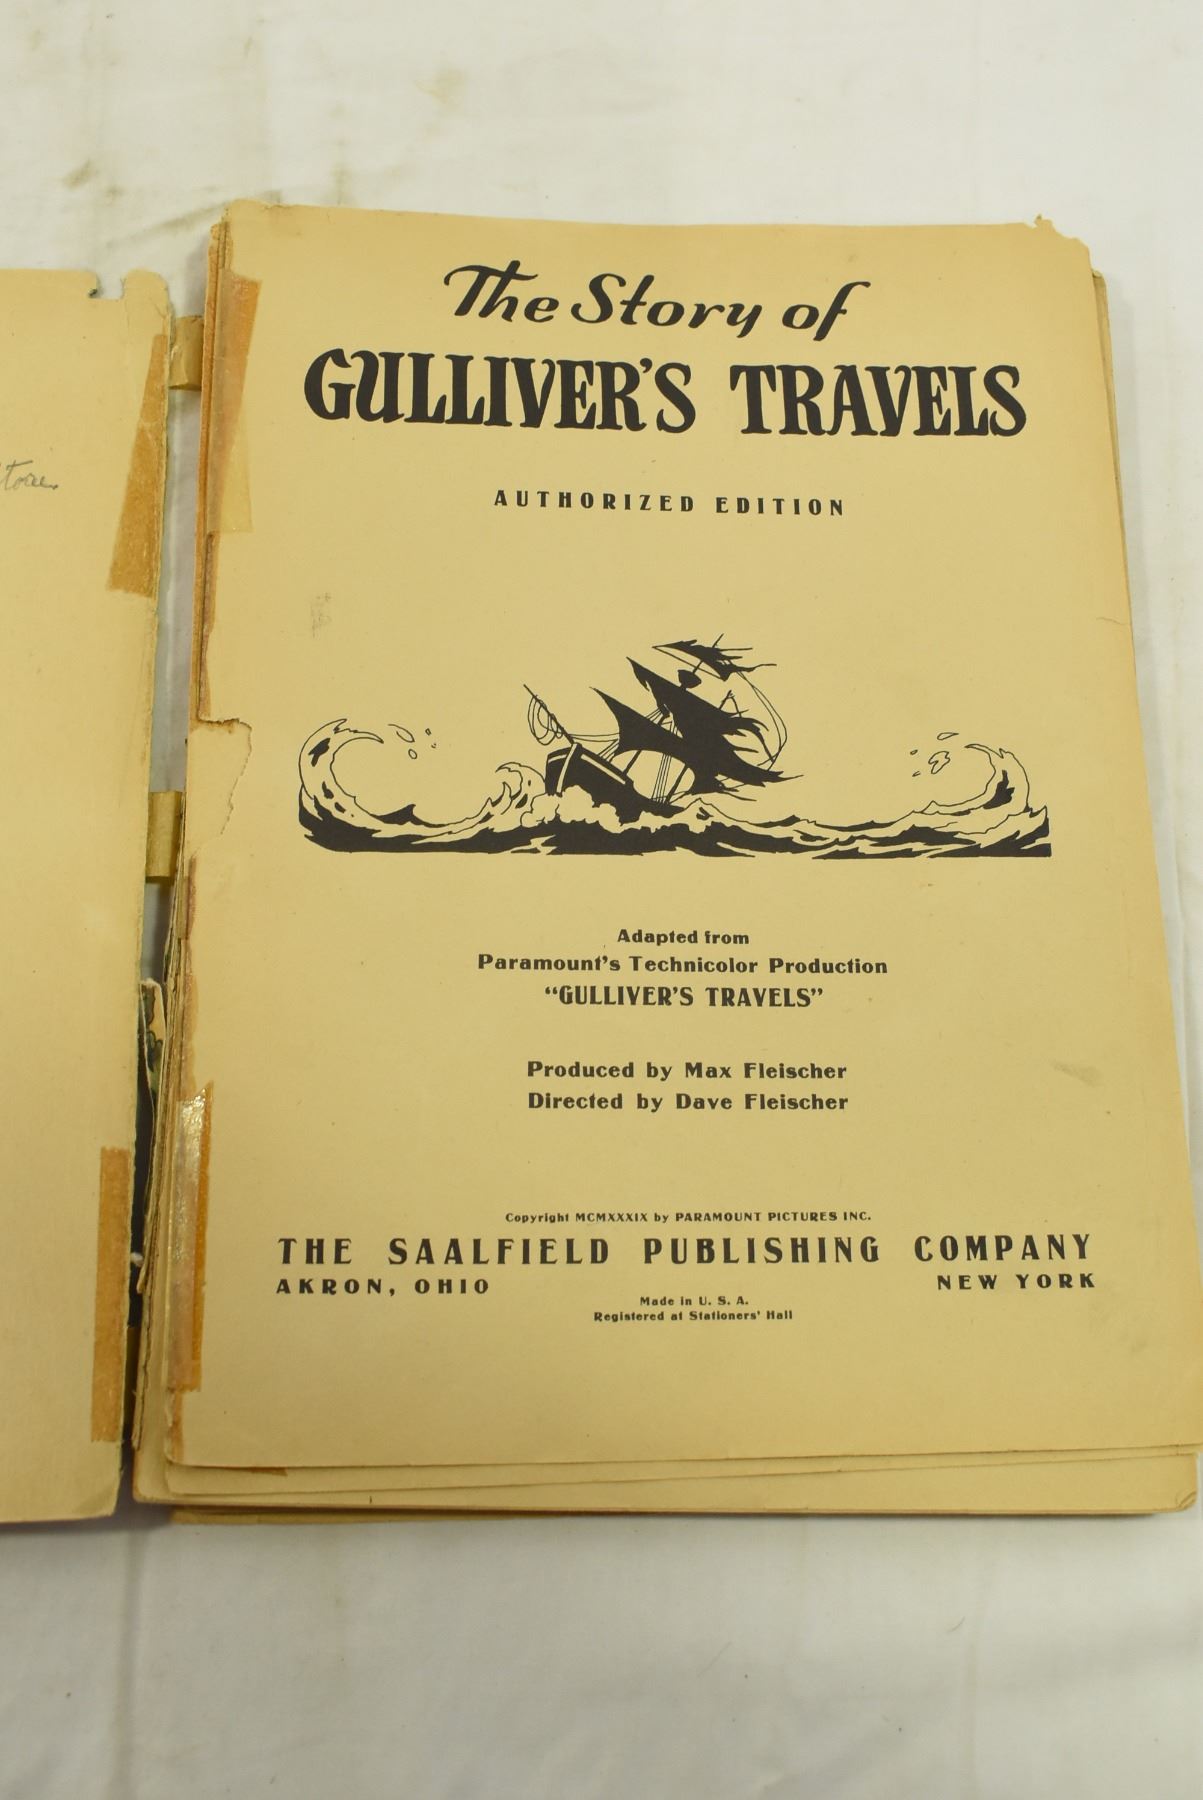 The Story of
GULLIVER'S TRAVELS
AUTHORIZED EDITION
Adapted from
Paramount's Technicolor Production
"GULLIVER'S TRAVELS"
Produced by Max Fleischer
Directed by Dave Fleischer
Copyright MCMXXXIX by PARAMOUNT PICTURES INC.
THE SAALFIELD PUBLISHING COMPANY
AKRON, OHIO NEW YORK
Made in U. S. A.
Registered at Stationers' Hall